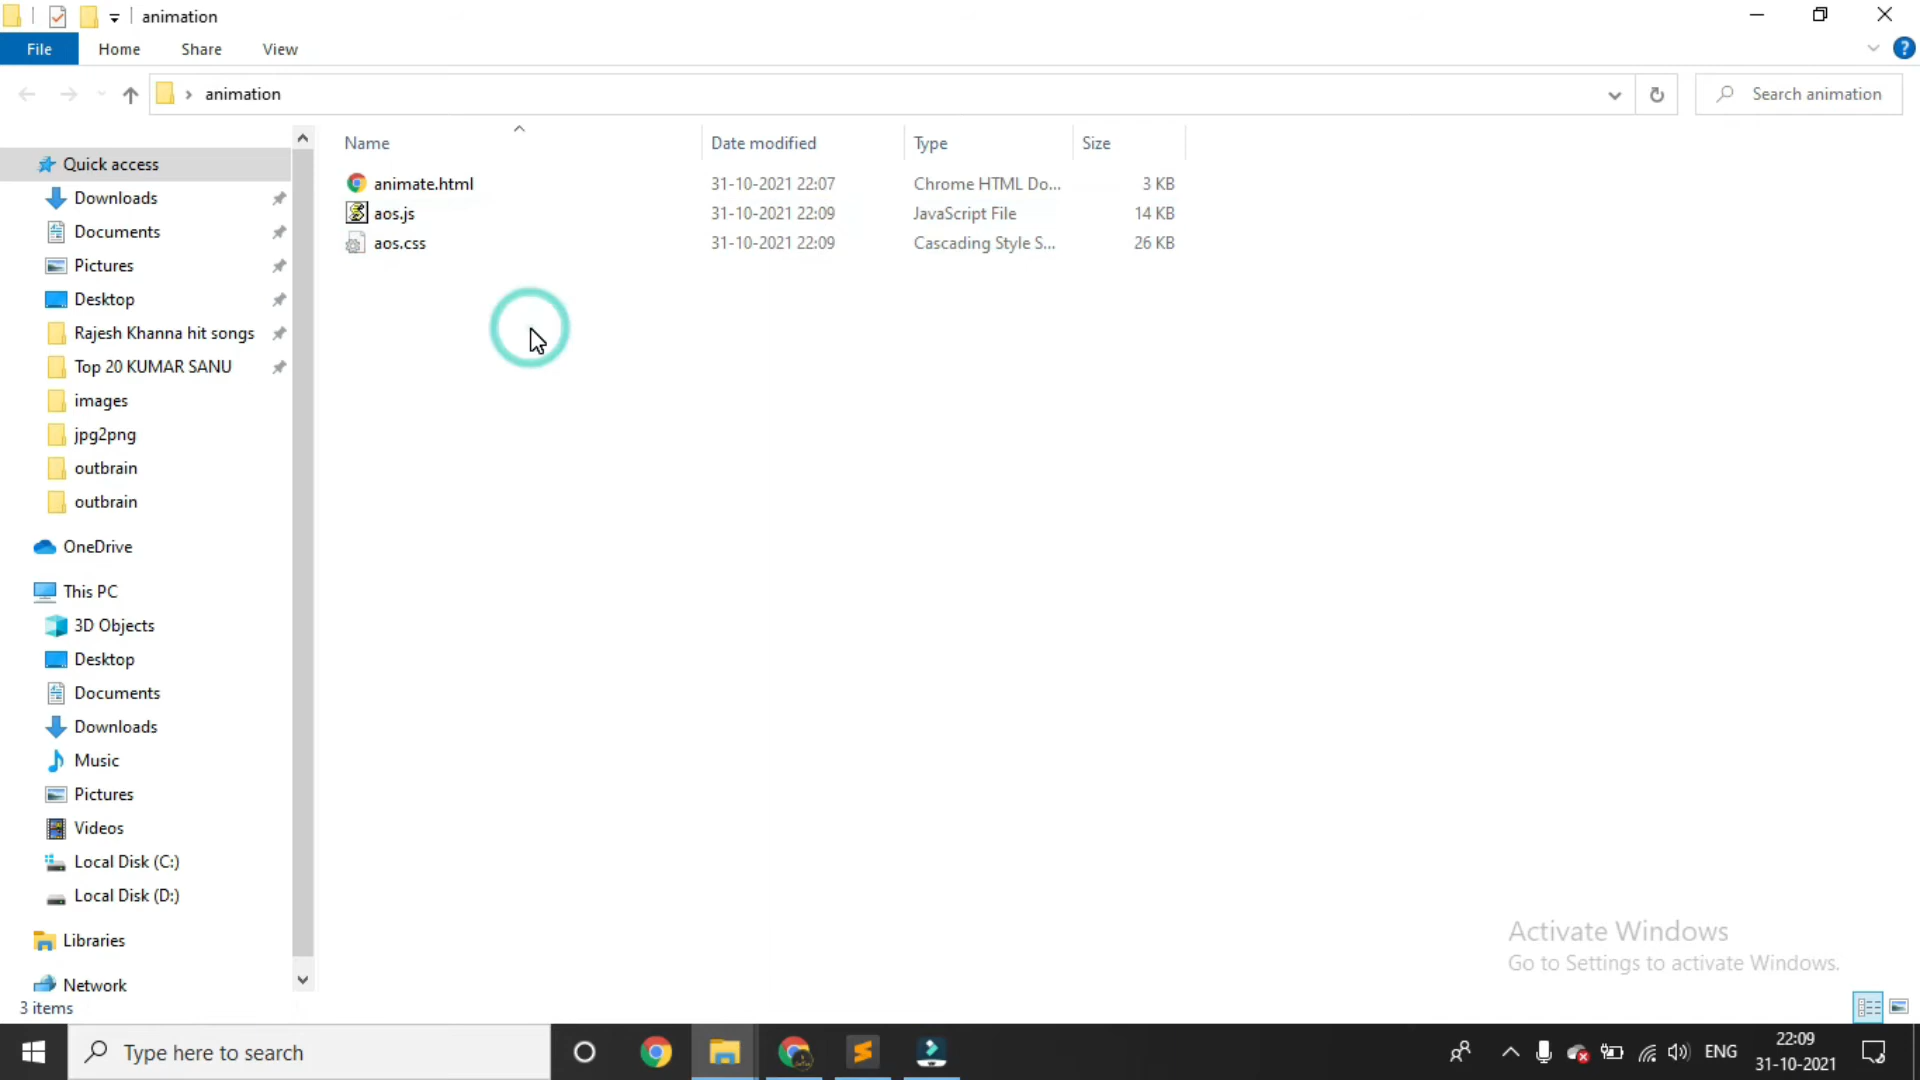 animation
File Home Share View
animation
Search animation
Name Date modified Type Size
animate.html 31-10-2021 22:07 Chrome HTML Do... 3 KB
aos.js 31-10-2021 22:09 JavaScript File 14 KB
aos.css 31-10-2021 22:09 Cascading Style S... 26 KB
Quick access
Downloads
Documents
Pictures
Desktop
Rajesh Khanna hit songs
Top 20 KUMAR SANU
images
jpg2png
outbrain
outbrain
OneDrive
This PC
3D Objects
Desktop
Documents
Downloads
Music
Pictures
Videos
Local Disk (C:)
Local Disk (D:)
Libraries
Network
3 items
Activate Windows
Go to Settings to activate Windows.
Type here to search
ENG
22:09
31-10-2021